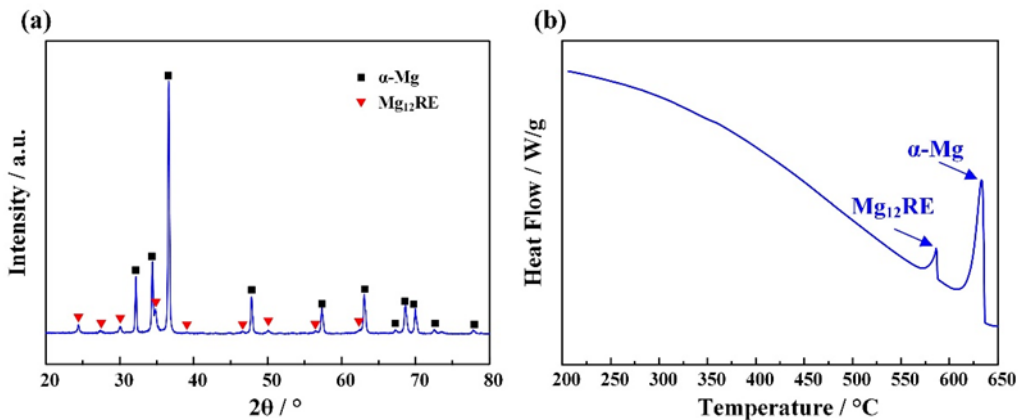 (a)
Intensity / a.u.
α-Mg
Mg₁₂RE
20 30 40 50 60 70 80
2θ / °
(b)
Heat Flow / W/g
α-Mg
Mg₁₂RE
200 250 300 350 400 450 500 550 600 650
Temperature / °C